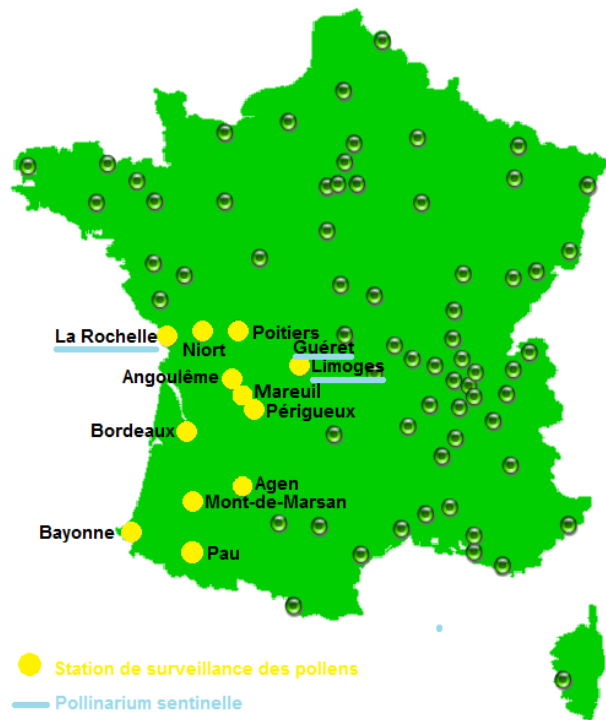 La Rochelle
Poitiers
Niort
Guéret
Limoges
Angoulême
Mareuil
Périgueux
Bordeaux
Agen
Mont-de-Marsan
Bayonne
Pau
Station de surveillance des pollens
Pollinarium sentinelle